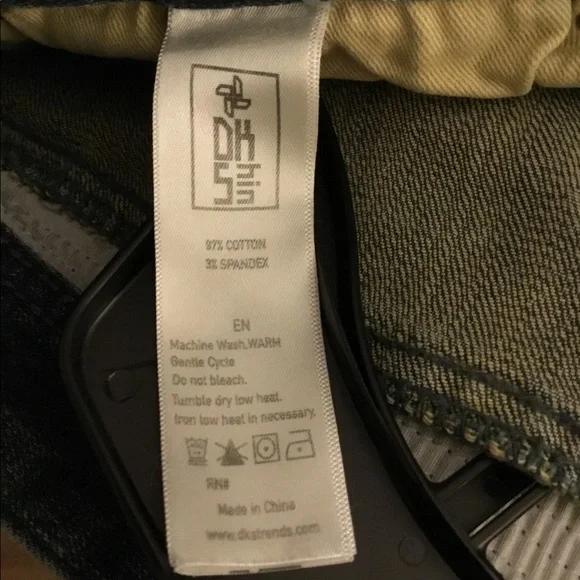 DK
S
97% COTTON
3% SPANDEX
EN
Machine Wash,WARM
Gentle Cycle
Do not bleach.
Tumble dry low heat.
Iron low heat in necessary.
RN#
Made in China
www.dkstrends.com